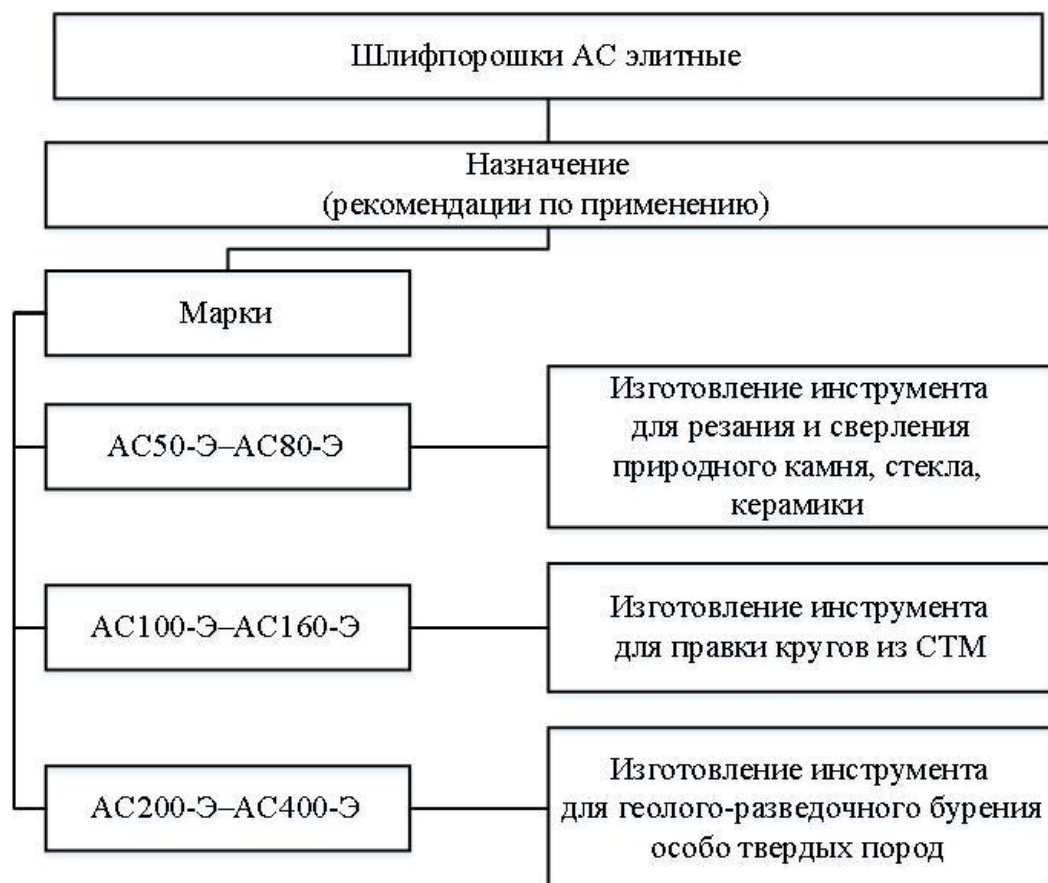 Шлифпорошки АС элитные
Назначение
(рекомендации по применению)
Марки
АС50-Э–АС80-Э
Изготовление инструмента
для резания и сверления
природного камня, стекла,
керамики
АС100-Э–АС160-Э
Изготовление инструмента
для правки кругов из СТМ
АС200-Э–АС400-Э
Изготовление инструмента
для геолого-разведочного бурения
особо твердых пород